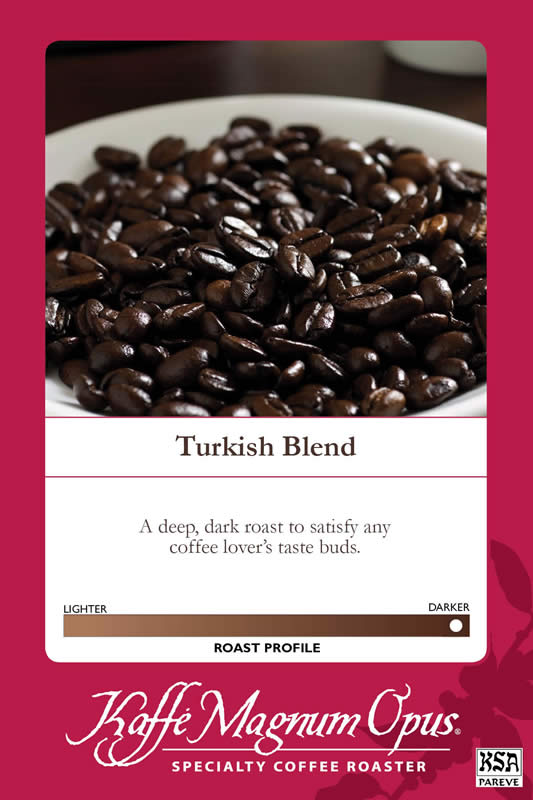 Turkish Blend
A deep, dark roast to satisfy any
coffee lover's taste buds.
LIGHTER
DARKER
ROAST PROFILE
Kaffé Magnum Opus®
SPECIALTY COFFEE ROASTER
KSA
PAREVE